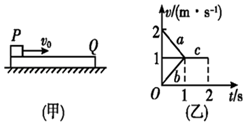 P v₀ Q
(甲)
v/(m·s⁻¹)
2 a
1 c
b
O 1 2 t/s
(乙)